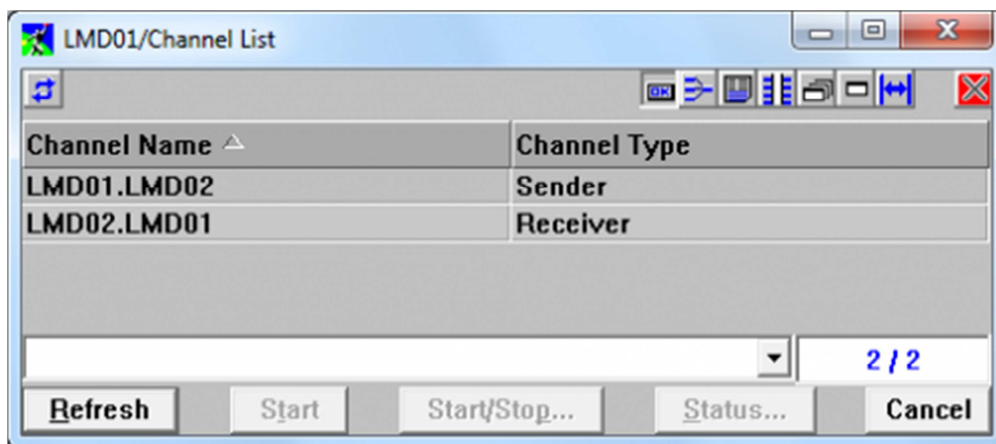 LMD01/Channel List
OK
Channel Name Channel Type
LMD01.LMD02 Sender
LMD02.LMD01 Receiver
2 / 2
Refresh Start Start/Stop... Status... Cancel